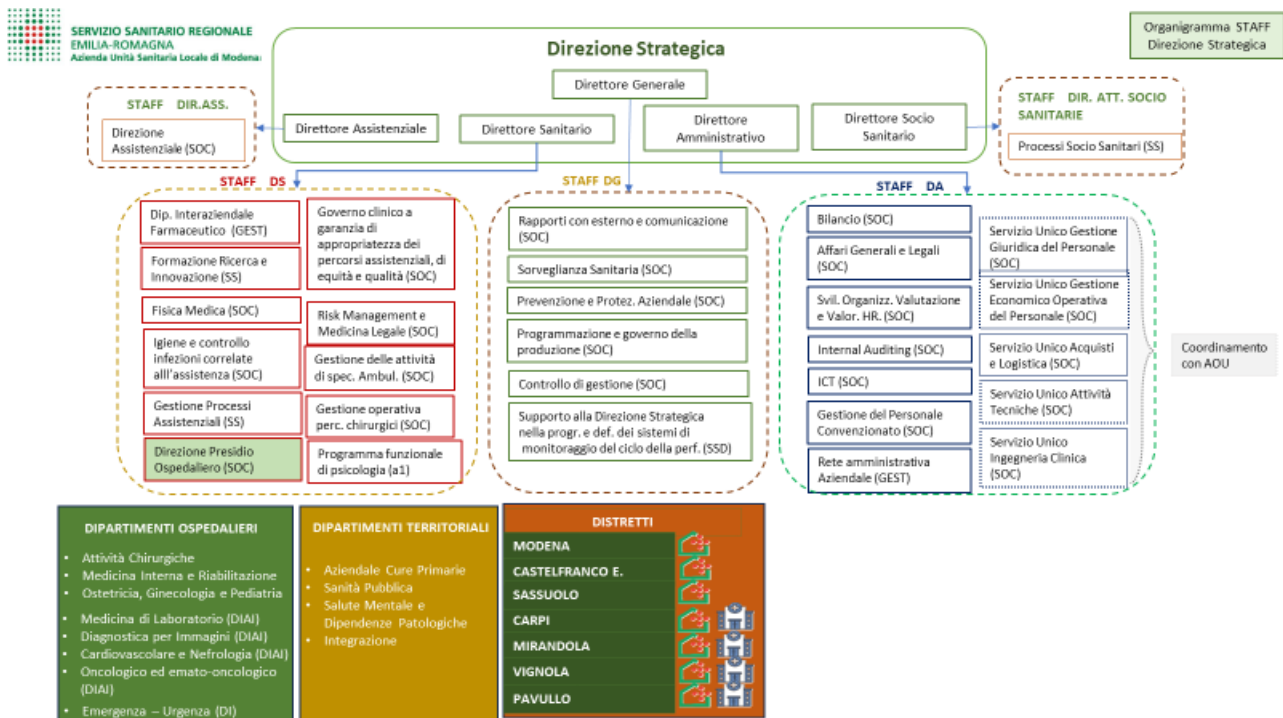 SERVIZIO SANITARIO REGIONALE
EMILIA-ROMAGNA
Azienda Unità Sanitaria Locale di Modena
Organigramma STAFF
Direzione Strategica
Direzione Strategica
Direttore Generale
Direttore Assistenziale
Direttore Sanitario
Direttore
Amministrativo
Direttore Socio
Sanitario
STAFF DIR.ASS.
Direzione
Assistenziale (SOC)
STAFF DIR. ATT. SOCIO
SANITARIE
Processi Socio Sanitari (SS)
STAFF DS
Dip. Interaziendale
Farmaceutico (GEST)
Formazione Ricerca e
Innovazione (SS)
Fisica Medica (SOC)
Igiene e controllo
infezioni correlate
alll'assistenza (SOC)
Gestione Processi
Assistenziali (SS)
Direzione Presidio
Ospedaliero (SOC)
Governo clinico a
garanzia di
appropriatezza dei
percorsi assistenziali, di
equità e qualità (SOC)
Risk Management e
Medicina Legale (SOC)
Gestione delle attività
di spec. Ambul. (SOC)
Gestione operativa
perc. chirurgici (SOC)
Programma funzionale
di psicologia (a1)
STAFF DG
Rapporti con esterno e comunicazione
(SOC)
Sorveglianza Sanitaria (SOC)
Prevenzione e Protez. Aziendale (SOC)
Programmazione e governo della
produzione (SOC)
Controllo di gestione (SOC)
Supporto alla Direzione Strategica
nella progr. e def. dei sistemi di
monitoraggio del ciclo della perf. (SSD)
STAFF DA
Bilancio (SOC)
Affari Generali e Legali
(SOC)
Svil. Organizz. Valutazione
e Valor. HR. (SOC)
Internal Auditing (SOC)
ICT (SOC)
Gestione del Personale
Convenzionato (SOC)
Rete amministrativa
Aziendale (GEST)
Servizio Unico Gestione
Giuridica del Personale
(SOC)
Servizio Unico Gestione
Economico Operativa
del Personale (SOC)
Servizio Unico Acquisti
e Logistica (SOC)
Servizio Unico Attività
Tecniche (SOC)
Servizio Unico
Ingegneria Clinica
(SOC)
Coordinamento
con AOU
DIPARTIMENTI OSPEDALIERI
• Attività Chirurgiche
• Medicina Interna e Riabilitazione
• Ostetricia, Ginecologia e Pediatria
• Medicina di Laboratorio (DIAI)
• Diagnostica per Immagini (DIAI)
• Cardiovascolare e Nefrologia (DIAI)
• Oncologico ed emato-oncologico
(DIAI)
• Emergenza – Urgenza (DI)
DIPARTIMENTI TERRITORIALI
• Aziendale Cure Primarie
• Sanità Pubblica
• Salute Mentale e
Dipendenze Patologiche
• Integrazione
DISTRETTI
MODENA
CASTELFRANCO E.
SASSUOLO
CARPI
MIRANDOLA
VIGNOLA
PAVULLO